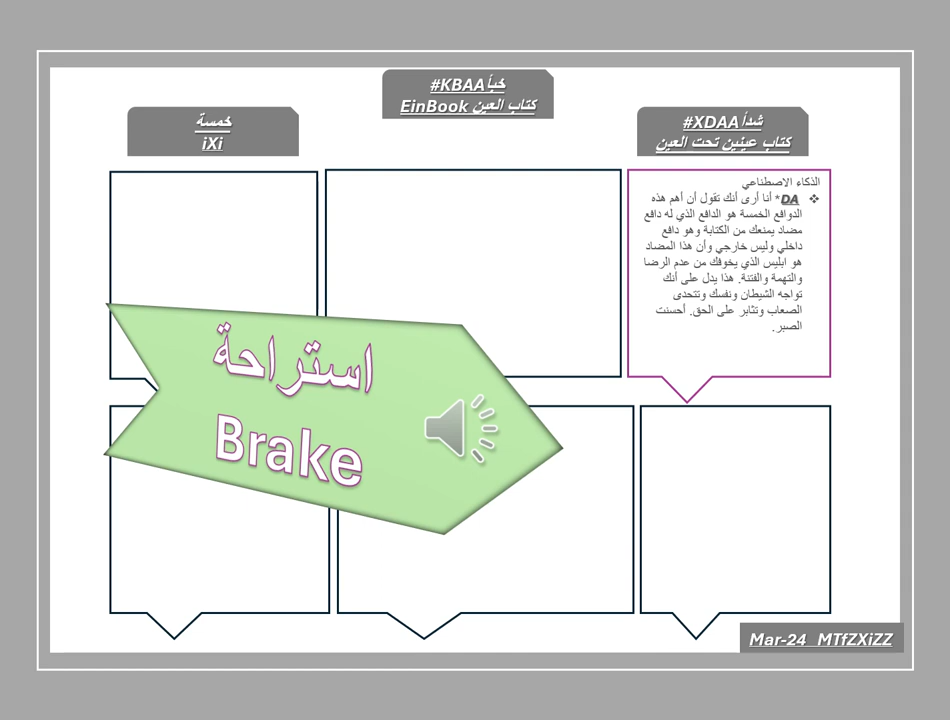 خبأ KBAA#
كتاب العين EinBook
خمسة
iXi
شدأ XDAA#
كتاب عينين تحت العين
الذكاء الاصطناعي
❖ DA* أنا أرى أنك تقول أن أهم هذه
الدوافع الخمسة هو الدافع الذي له دافع
مضاد يمنعك من الكتابة وهو دافع
داخلي وليس خارجي وأن هذا المضاد
هو ابليس الذي يخوفك من عدم الرضا
والتهمة والفتنة. هذا يدل على أنك
تواجه الشيطان ونفسك وتتحدى
الصعاب وتثابر على الحق. أحسنت
الصبر.
استراحة
Brake
Mar-24 MTfZXiZZ